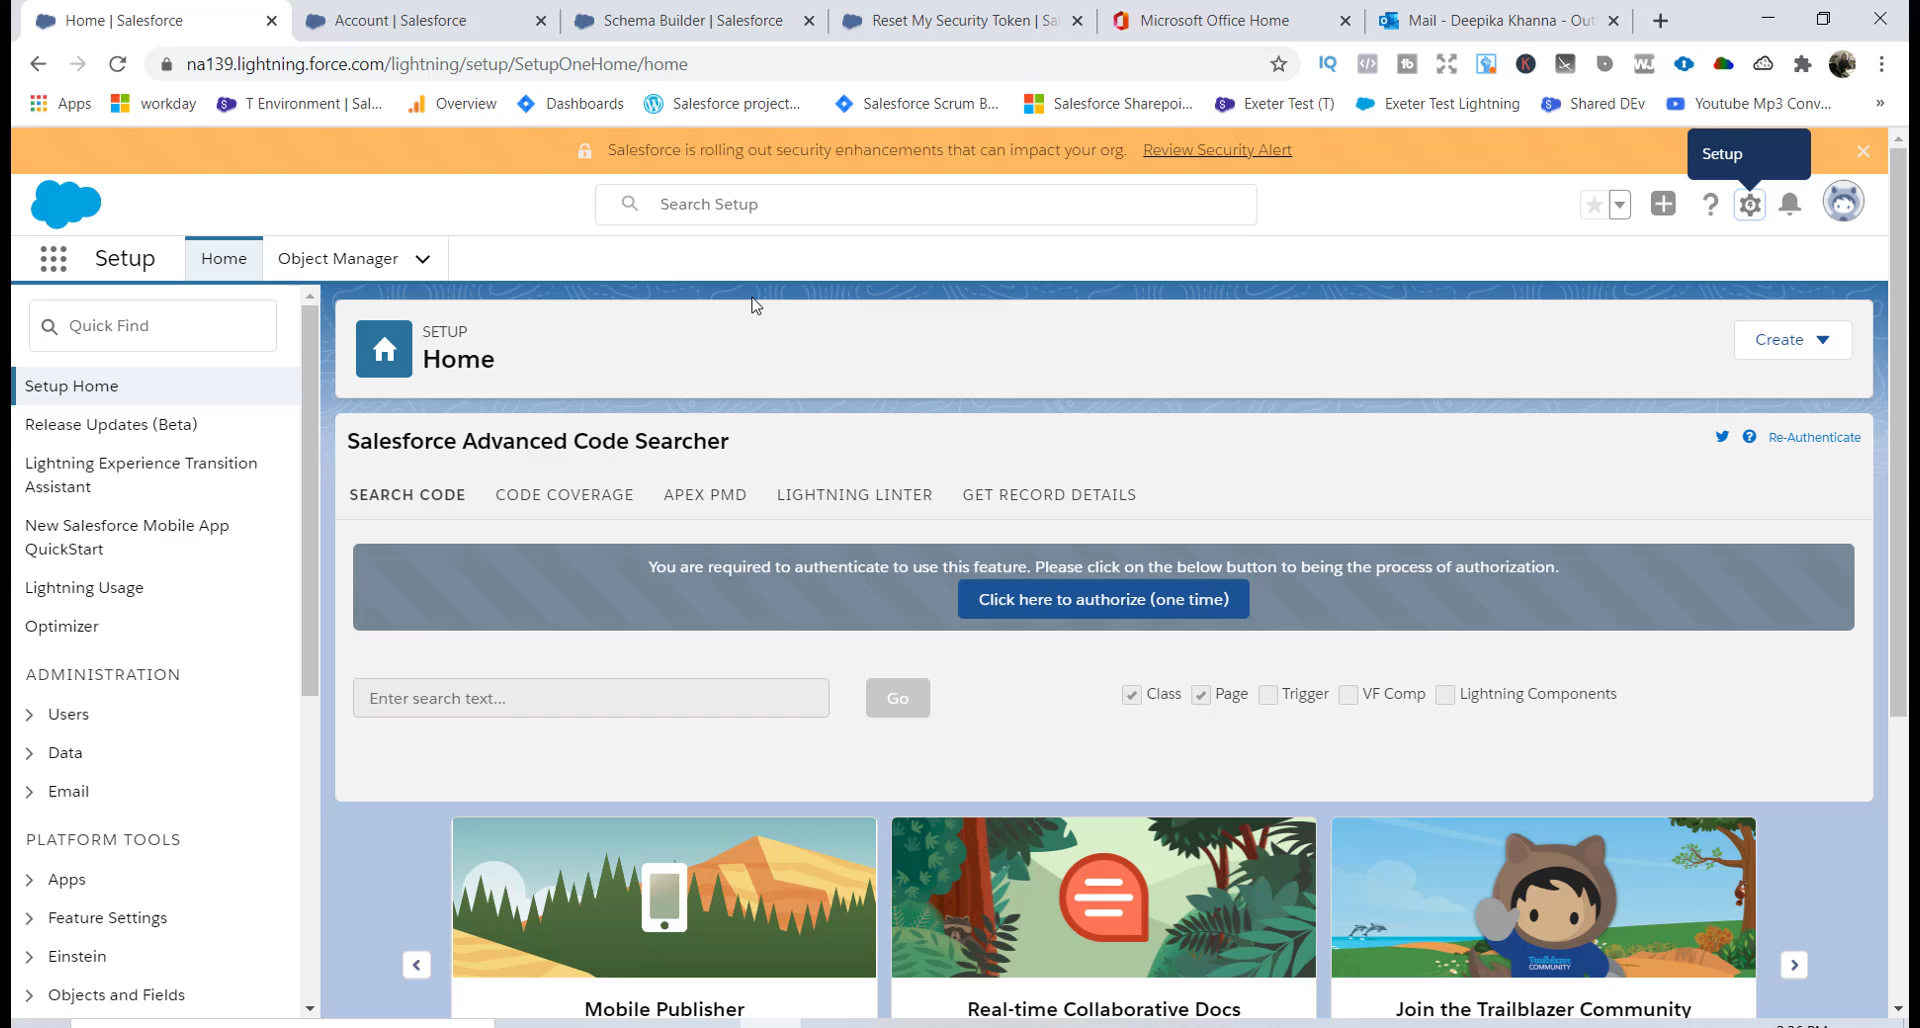 Home | Salesforce
Account | Salesforce
Schema Builder | Salesforce
Reset My Security Token | Sal
Microsoft Office Home
Mail - Deepika Khanna - Out
na139.lightning.force.com/lightning/setup/SetupOneHome/home
Apps
workday
T Environment | Sal...
Overview
Dashboards
Salesforce project...
Salesforce Scrum B...
Salesforce Sharepoi...
Exeter Test (T)
Exeter Test Lightning
Shared DEv
Youtube Mp3 Conv...
Salesforce is rolling out security enhancements that can impact your org. Review Security Alert
Setup
Search Setup
Setup
Home
Object Manager
Quick Find
Setup Home
Release Updates (Beta)
Lightning Experience Transition
Assistant
New Salesforce Mobile App
QuickStart
Lightning Usage
Optimizer
ADMINISTRATION
Users
Data
Email
PLATFORM TOOLS
Apps
Feature Settings
Einstein
Objects and Fields
SETUP
Home
Create
Salesforce Advanced Code Searcher
Re-Authenticate
SEARCH CODE
CODE COVERAGE
APEX PMD
LIGHTNING LINTER
GET RECORD DETAILS
You are required to authenticate to use this feature. Please click on the below button to being the process of authorization.
Click here to authorize (one time)
Enter search text...
Go
Class
Page
Trigger
VF Comp
Lightning Components
Trailblazer
COMMUNITY
Mobile Publisher
Real-time Collaborative Docs
Join the Trailblazer Community